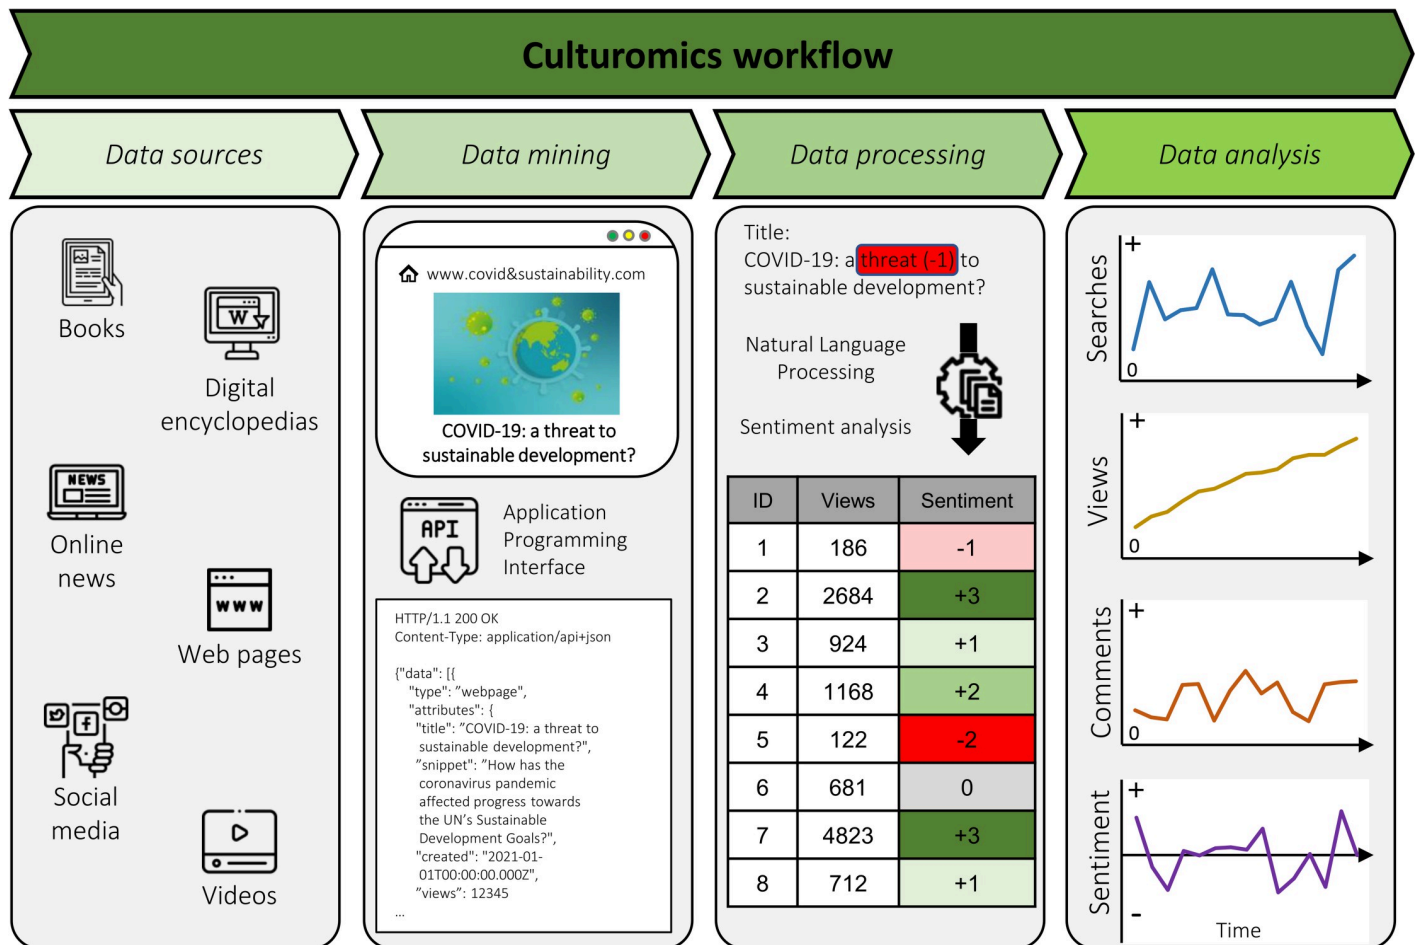 Culturomics workflow
Data sources
Data mining
Data processing
Data analysis
Books
W
Digital
encyclopedias
NEWS
Online
news
WWW
Web pages
f
Social
media
Videos
www.covid&sustainability.com
COVID-19: a threat to
sustainable development?
API
Application
Programming
Interface
HTTP/1.1 200 OK
Content-Type: application/api+json
{"data": [{
"type": "webpage",
"attributes": {
"title": "COVID-19: a threat to
sustainable development?",
"snippet": "How has the
coronavirus pandemic
affected progress towards
the UN's Sustainable
Development Goals?",
"created": "2021-01-
01T00:00:00.000Z",
"views": 12345
...
Title:
COVID-19: a threat (-1) to
sustainable development?
Natural Language
Processing
Sentiment analysis
ID Views Sentiment
1 186 -1
2 2684 +3
3 924 +1
4 1168 +2
5 122 -2
6 681 0
7 4823 +3
8 712 +1
Searches
+
0
Views
+
0
Comments
+
0
Sentiment
+
-
Time